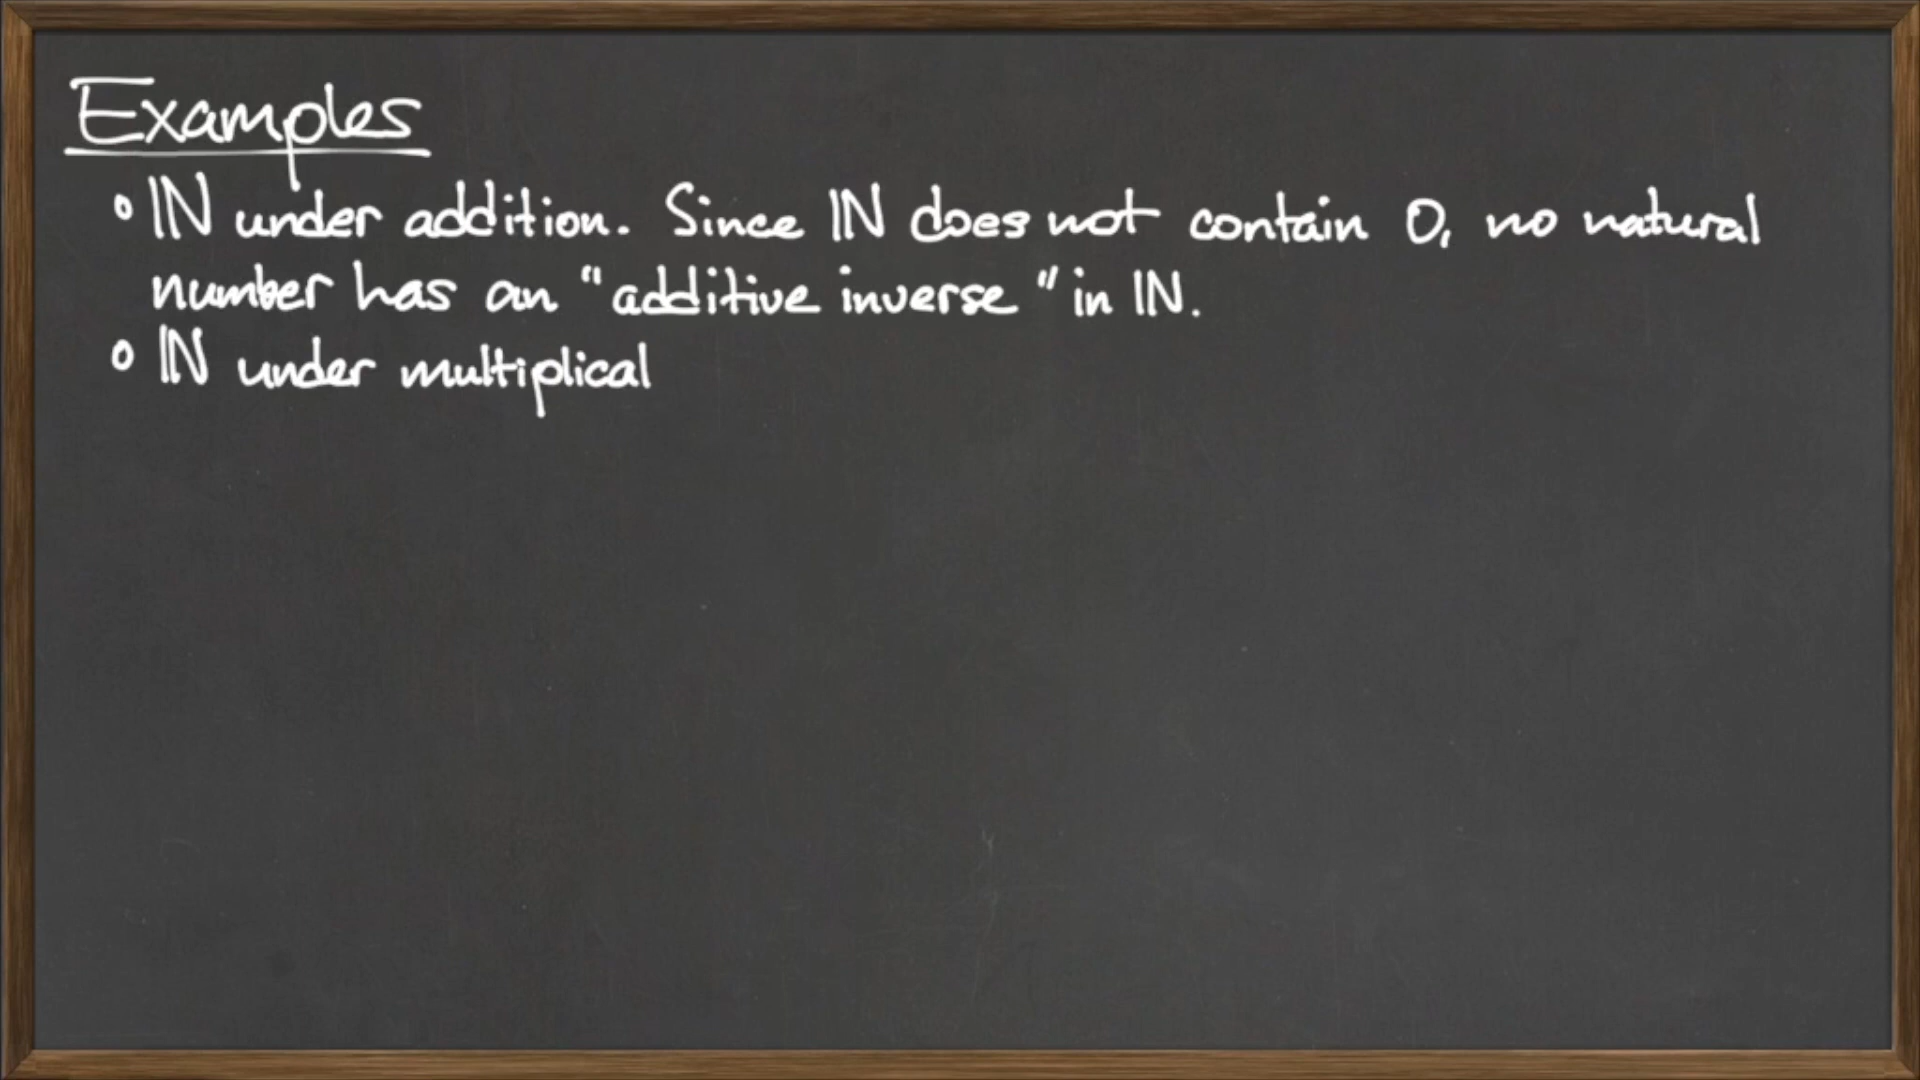 Examples
• ℕ under addition. Since ℕ does not contain 0, no natural
number has an "additive inverse" in ℕ.
• ℕ under multiplical